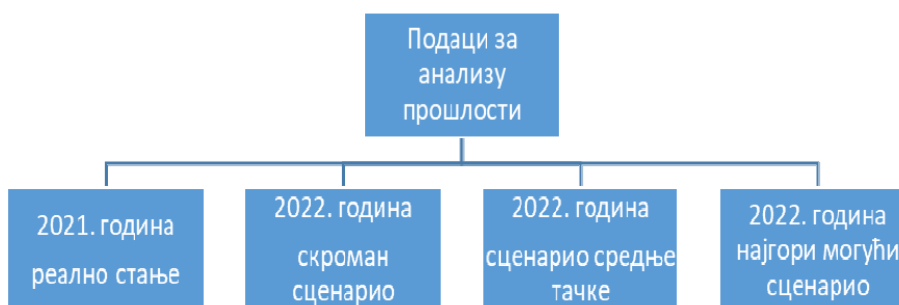 Подаци за
анализу
прошлости
2021. година
реално стање
2022. година
скроман
сценарио
2022. година
сценарио средње
тачке
2022. година
најгори могући
сценарио